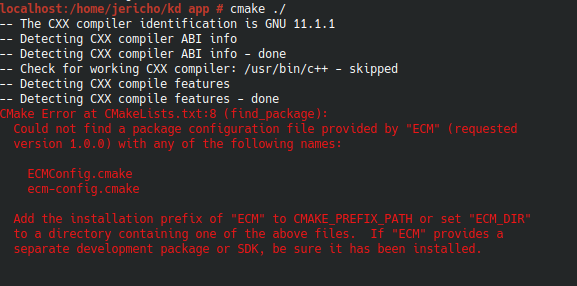 localhost:/home/jericho/kd app # cmake ./
-- The CXX compiler identification is GNU 11.1.1
-- Detecting CXX compiler ABI info
-- Detecting CXX compiler ABI info - done
-- Check for working CXX compiler: /usr/bin/c++ - skipped
-- Detecting CXX compile features
-- Detecting CXX compile features - done
CMake Error at CMakeLists.txt:8 (find_package):
  Could not find a package configuration file provided by "ECM" (requested
  version 1.0.0) with any of the following names:

    ECMConfig.cmake
    ecm-config.cmake

  Add the installation prefix of "ECM" to CMAKE_PREFIX_PATH or set "ECM_DIR"
  to a directory containing one of the above files.  If "ECM" provides a
  separate development package or SDK, be sure it has been installed.